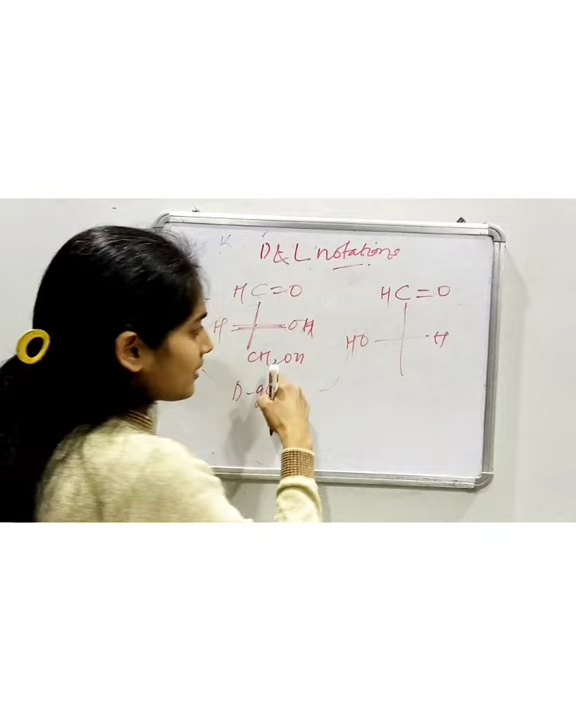 D & L notations
HC=O HC=O
H OH HO H
CH2OH
D-g